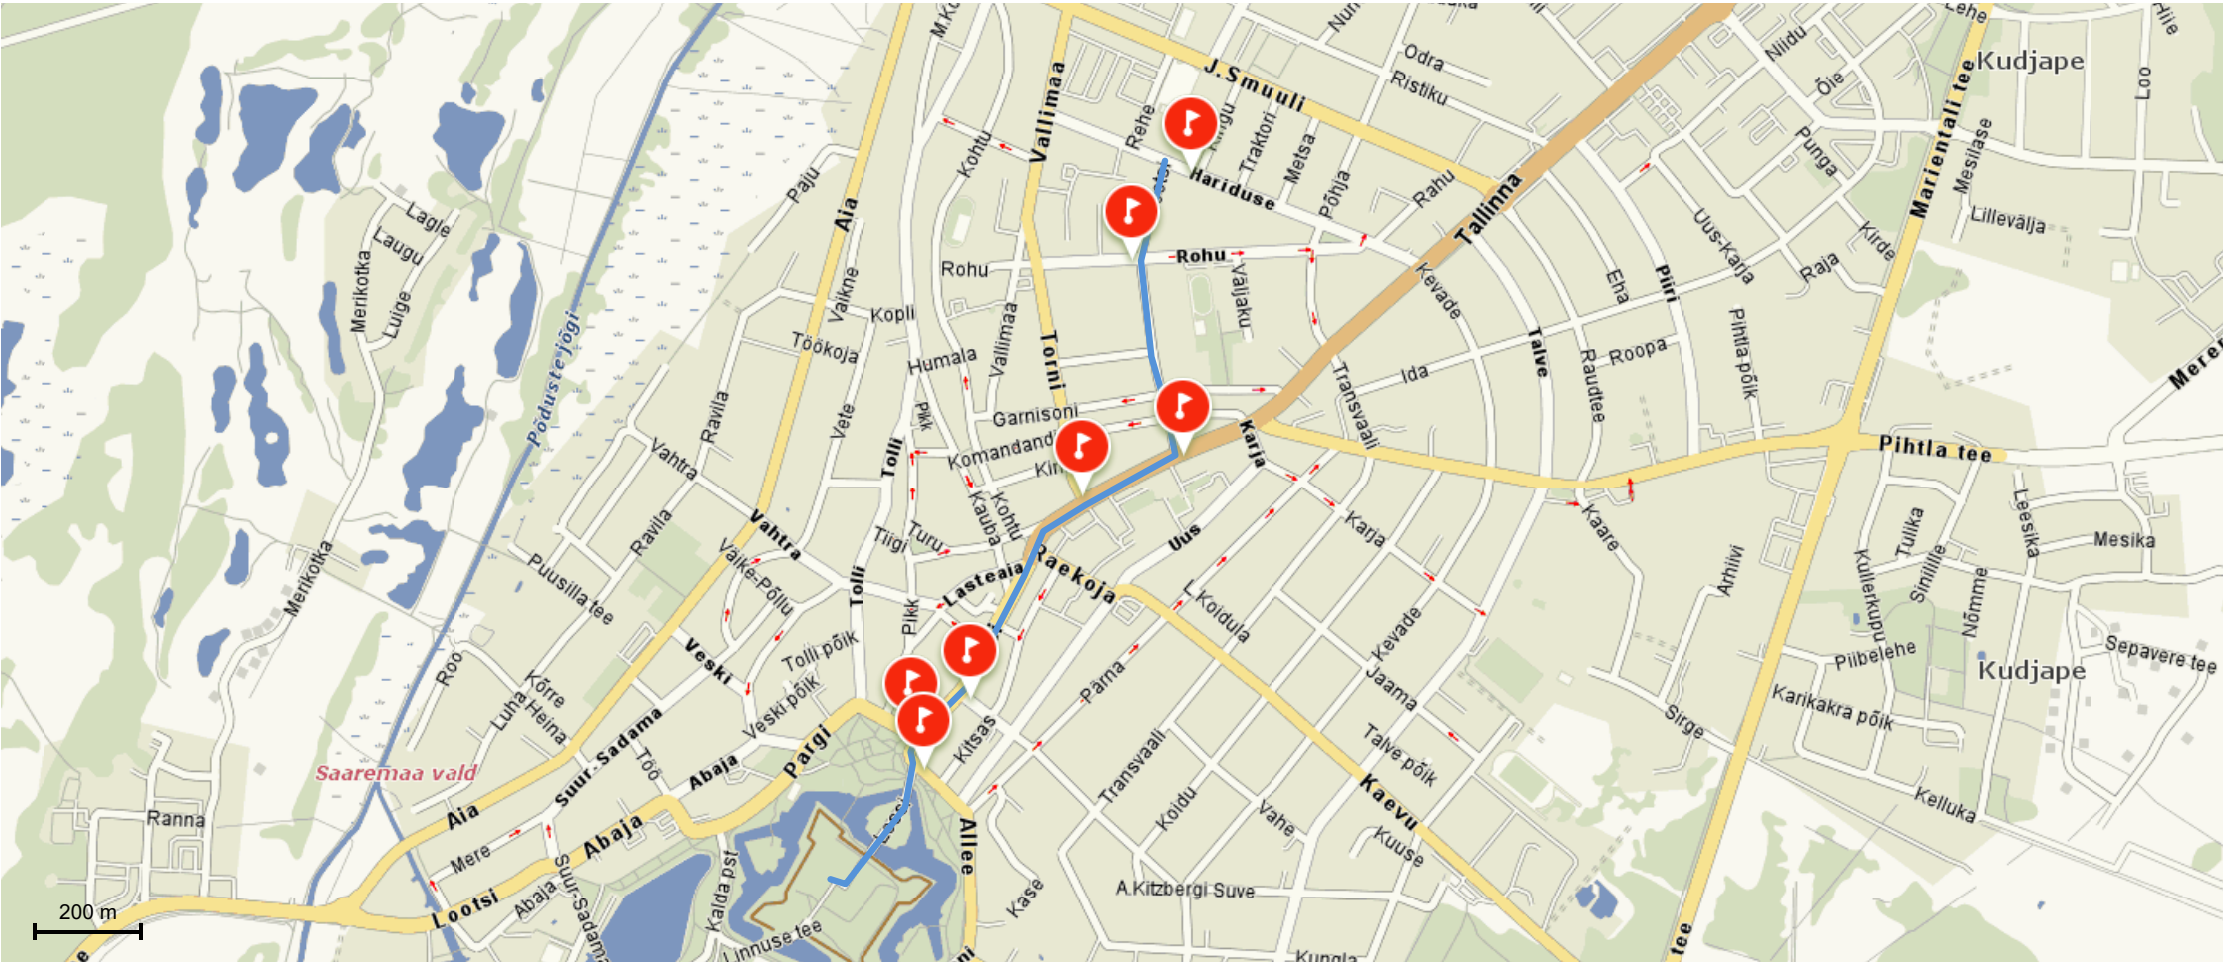 J.Smuuli
Odra
Ristiku
Niidu
Õie
Kudjape
Loo
Hiie
Lehe
Marientali tee
Mesilase
Punga
Lillevälja
Kirde
Raja
Uus-Karja
Rehe
Traktori
Metsa
Põhja
Rahu
Hariduse
Tallinna
Vallimaa
Kohtu
Paju
Aia
Lagle
Laugu
Merikotka
Luige
Põduste jõgi
Rohu
Rohu
Väljaku
Kevade
Eha
Piiri
Pihtla põik
Vaikne
Kopli
Töökoja
Humala
Vallimaa
Torni
Talve
Raudtee
Roopa
Ida
Transvaali
Ravila
Vete
Pikk
Garnisoni
Komandandi
Tolli
Karja
Pihtla tee
Vahtra
Kauba
Kohtu
Turu
Tiigi
Uus
Karja
Kaare
Leesika
Mesika
Tulika
Sinilille
Kullerkupu
Nõmme
Arhiivi
Ravila
Vahtra
Väike-Põllu
Puusilla tee
Merikotka
Tolli
Pikk
Lasteaia
Raekoja
L.Koidula
Kevade
Jaama
Veski
Tolli põik
Veski põik
Roo
Kõrre
Heina
Luha
Pärna
Kitsas
Piibelehe
Kudjape
Sepavere tee
Karikakra põik
Sirge
Kelluka
Saaremaa vald
Suur-Sadama
Töö
Abaja
Pargi
Transvaali
Koidu
Vahe
Talve põik
Kaevu
Kuuse
Ranna
Aia
Mere
Abaja
Lossi
Allee
Kase
A.Kitzbergi
Suve
Lootsi
Abaja
Suur-Sadama
Kalda pst
Linnuse tee
Kungla
tee
200 m